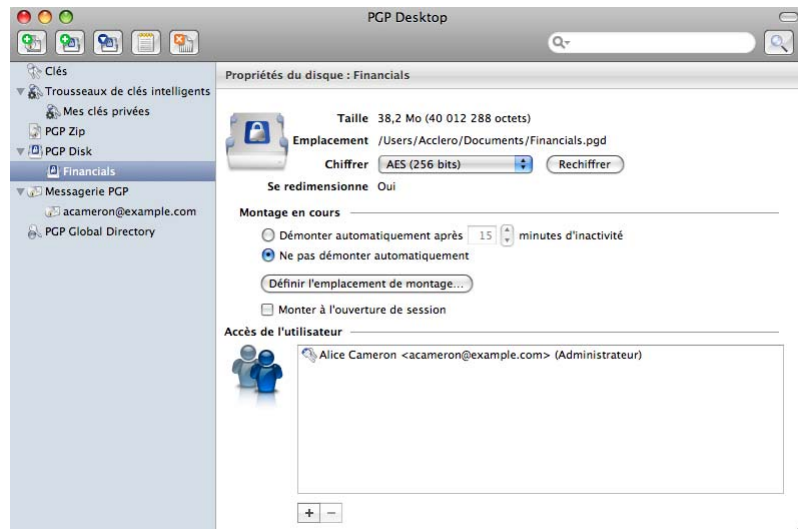 PGP Desktop
Clés
Trousseaux de clés intelligents
Mes clés privées
PGP Zip
PGP Disk
Financials
Messagerie PGP
acameron@example.com
PGP Global Directory
Propriétés du disque : Financials
Taille 38,2 Mo (40 012 288 octets)
Emplacement /Users/Acclero/Documents/Financials.pgd
Chiffrer AES (256 bits) Rechiffrer
Se redimensionne Oui
Montage en cours
Démonter automatiquement après 15 minutes d'inactivité
Ne pas démonter automatiquement
Définir l'emplacement de montage...
Monter à l'ouverture de session
Accès de l'utilisateur
Alice Cameron <acameron@example.com> (Administrateur)